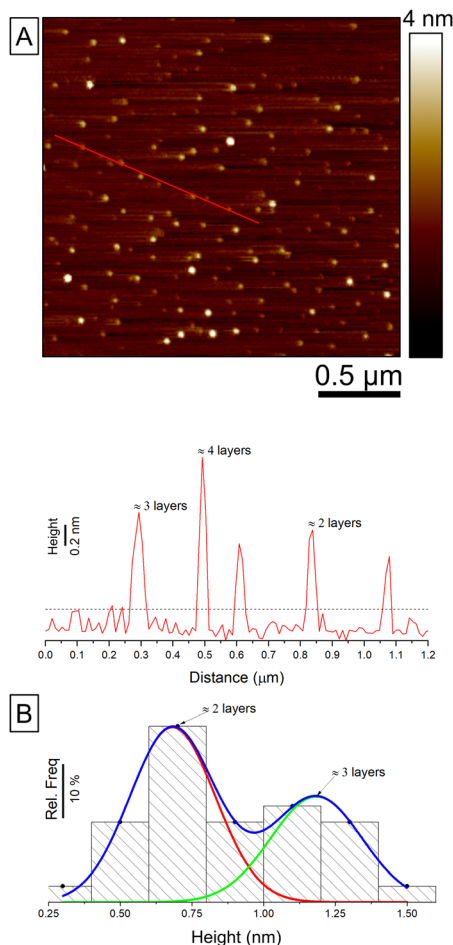 A
4 nm
0.5 µm
≈ 4 layers
≈ 3 layers
≈ 2 layers
Height
0.2 nm
0.0 0.1 0.2 0.3 0.4 0.5 0.6 0.7 0.8 0.9 1.0 1.1 1.2
Distance (µm)
B
≈ 2 layers
≈ 3 layers
Rel. Freq
10 %
0.25 0.50 0.75 1.00 1.25 1.50
Height (nm)